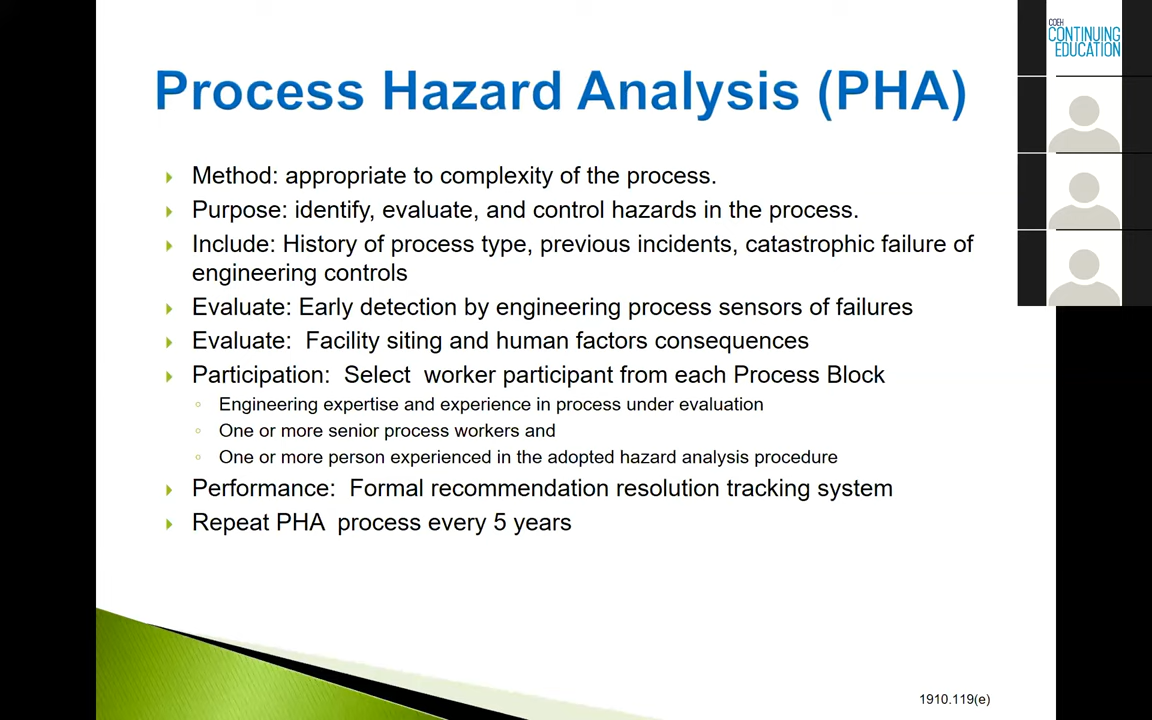 COEH
CONTINUING
EDUCATION
Process Hazard Analysis (PHA)
Method: appropriate to complexity of the process.
Purpose: identify, evaluate, and control hazards in the process.
Include: History of process type, previous incidents, catastrophic failure of
engineering controls
Evaluate: Early detection by engineering process sensors of failures
Evaluate: Facility siting and human factors consequences
Participation: Select worker participant from each Process Block
Engineering expertise and experience in process under evaluation
One or more senior process workers and
One or more person experienced in the adopted hazard analysis procedure
Performance: Formal recommendation resolution tracking system
Repeat PHA process every 5 years
1910.119(e)